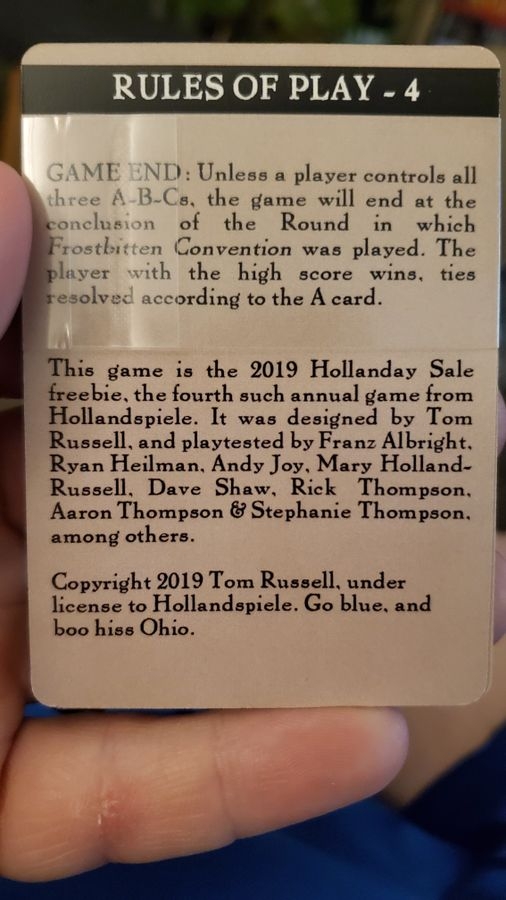 RULES OF PLAY - 4
GAME END: Unless a player controls all
three A-B-Cs, the game will end at the
conclusion of the Round in which
Frostbitten Convention was played. The
player with the high score wins, ties
resolved according to the A card.
This game is the 2019 Hollanday Sale
freebie, the fourth such annual game from
Hollandspiele. It was designed by Tom
Russell, and playtested by Franz Albright,
Ryan Heilman, Andy Joy, Mary Holland-
Russell, Dave Shaw, Rick Thompson,
Aaron Thompson & Stephanie Thompson,
among others.
Copyright 2019 Tom Russell, under
license to Hollandspiele. Go blue, and
boo hiss Ohio.